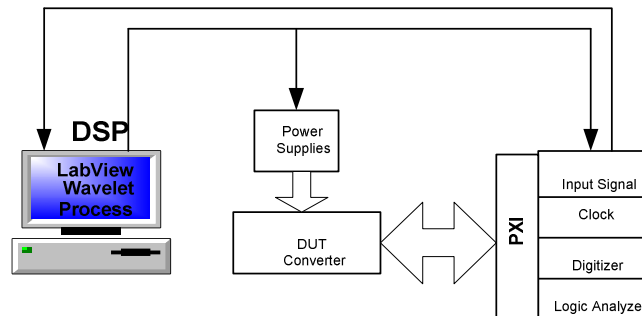 DSP
LabView
Wavelet
Process
Power
Supplies
DUT
Converter
PXI
Input Signal
Clock
Digitizer
Logic Analyze